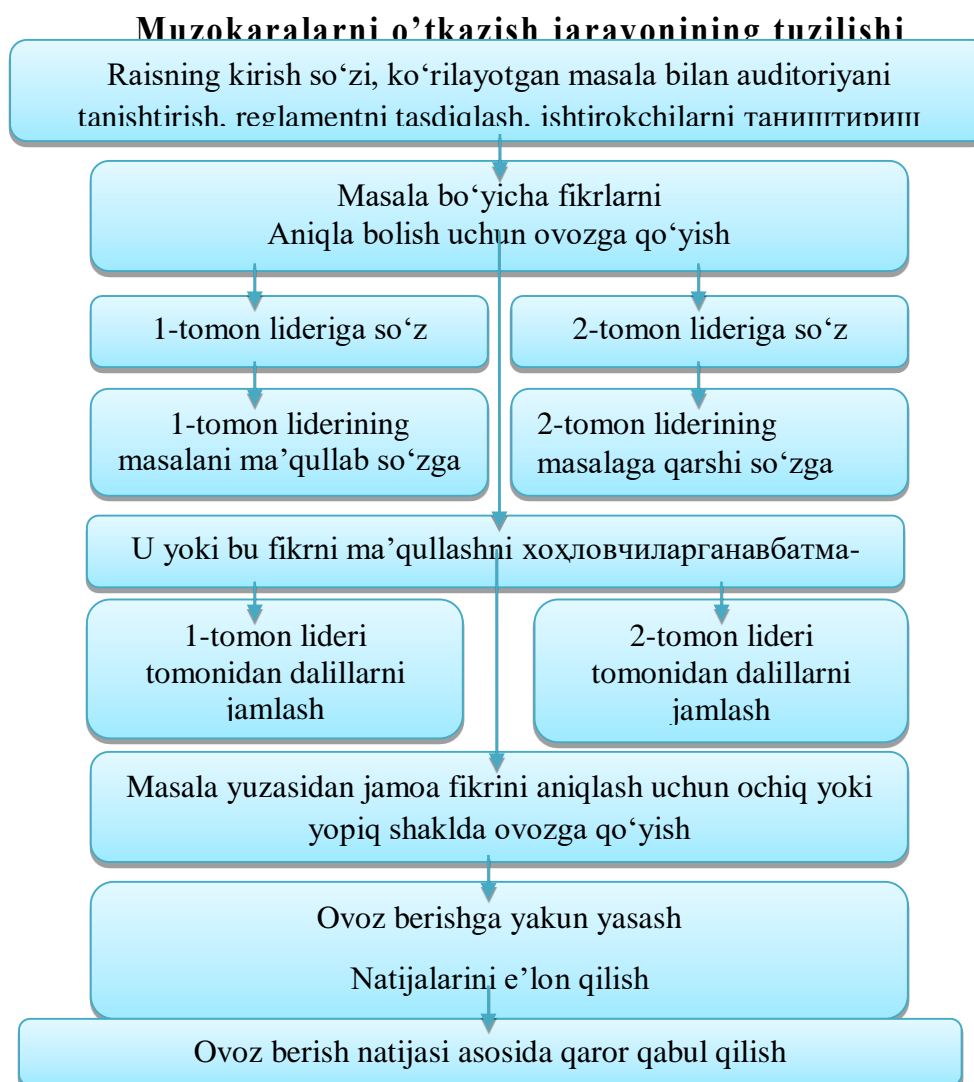 Muzokaralarni o’tkazish jarayonining tuzilishi
Raisning kirish so‘zi, ko‘rilayotgan masala bilan auditoriyani
tanishtirish, reglamentni tasdiqlash, ishtirokchilarni таништириш
Masala bo‘yicha fikrlarni
Aniqla bolish uchun ovozga qo‘yish
1-tomon lideriga so‘z
2-tomon lideriga so‘z
1-tomon liderining
masalani ma’qullab so‘zga
2-tomon liderining
masalaga qarshi so‘zga
U yoki bu fikrni ma’qullashni хоҳловчиларганавбатма-
1-tomon lideri
tomonidan dalillarni
jamlash
2-tomon lideri
tomonidan dalillarni
jamlash
Masala yuzasidan jamoa fikrini aniqlash uchun ochiq yoki
yopiq shaklda ovozga qo‘yish
Ovoz berishga yakun yasash
Natijalarini e’lon qilish
Ovoz berish natijasi asosida qaror qabul qilish